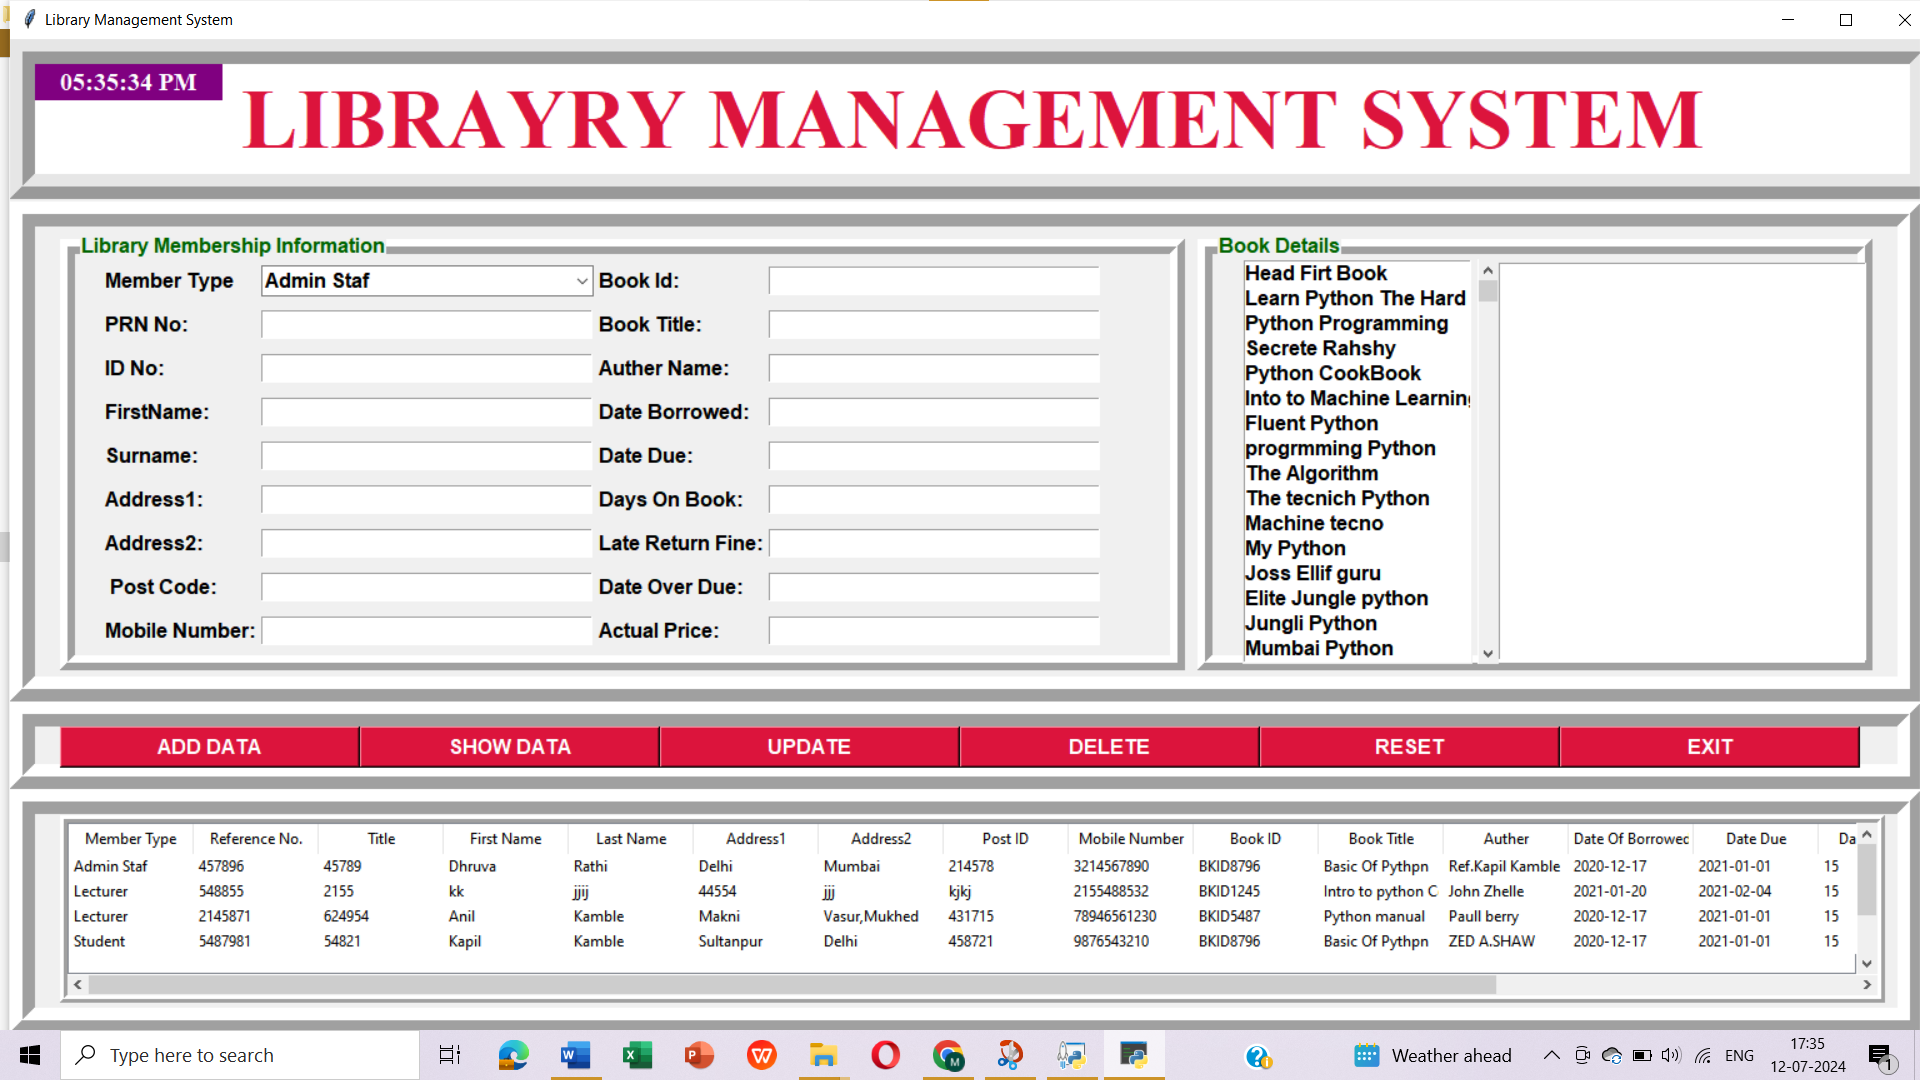 Library Management System
05:35:34 PM
LIBRAYRY MANAGEMENT SYSTEM
Library Membership Information
Member Type Admin Staf Book Id:
PRN No: Book Title:
ID No: Auther Name:
FirstName: Date Borrowed:
Surname: Date Due:
Address1: Days On Book:
Address2: Late Return Fine:
Post Code: Date Over Due:
Mobile Number: Actual Price:
Book Details
Head Firt Book
Learn Python The Hard
Python Programming
Secrete Rahshy
Python CookBook
Into to Machine Learning
Fluent Python
progrmming Python
The Algorithm
The tecnich Python
Machine tecno
My Python
Joss Ellif guru
Elite Jungle python
Jungli Python
Mumbai Python
ADD DATA SHOW DATA UPDATE DELETE RESET EXIT
Member Type Reference No. Title First Name Last Name Address1 Address2 Post ID Mobile Number Book ID Book Title Auther Date Of Borrowed Date Due Da
Admin Staf 457896 45789 Dhruva Rathi Delhi Mumbai 214578 3214567890 BKID8796 Basic Of Pythpn Ref.Kapil Kamble 2020-12-17 2021-01-01 15
Lecturer 548855 2155 kk jjij 44554 jjj kjkj 2155488532 BKID1245 Intro to python C John Zhelle 2021-01-20 2021-02-04 15
Lecturer 2145871 624954 Anil Kamble Makni Vasur,Mukhed 431715 78946561230 BKID5487 Python manual Paull berry 2020-12-17 2021-01-01 15
Student 5487981 54821 Kapil Kamble Sultanpur Delhi 458721 9876543210 BKID8796 Basic Of Pythpn ZED A.SHAW 2020-12-17 2021-01-01 15
Type here to search
Weather ahead
ENG
17:35
12-07-2024
1